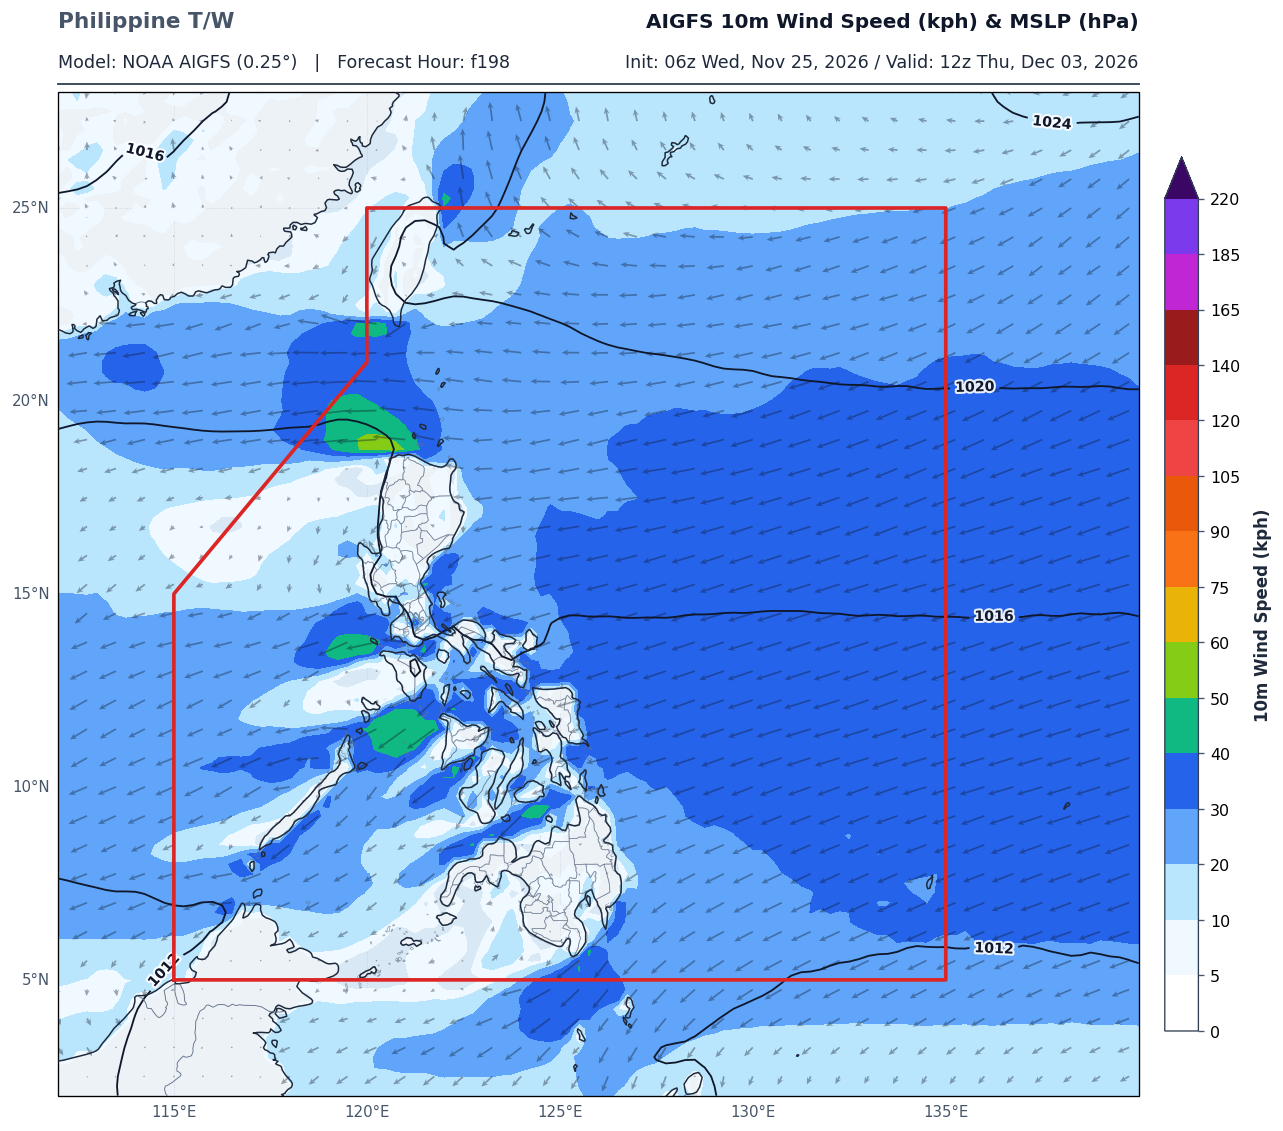 Philippine T/W
AIGFS 10m Wind Speed (kph) & MSLP (hPa)
Model: NOAA AIGFS (0.25°) | Forecast Hour: f198
Init: 06z Wed, Nov 25, 2026 / Valid: 12z Thu, Dec 03, 2026
1016
1024
1020
1016
1012
1012
25°N
20°N
15°N
10°N
5°N
115°E
120°E
125°E
130°E
135°E
220
185
165
140
120
105
90
75
60
50
40
30
20
10
5
0
10m Wind Speed (kph)